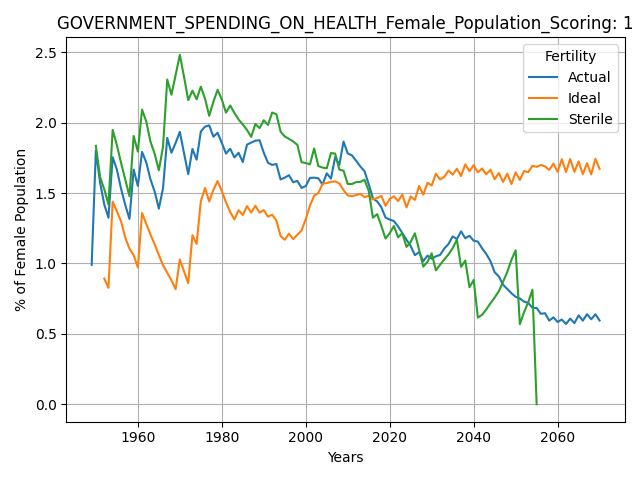 GOVERNMENT_SPENDING_ON_HEALTH_Female_Population_Scoring: 1
Fertility
Actual
Ideal
Sterile
% of Female Population
2.5
2.0
1.5
1.0
0.5
0.0
1960 1980 2000 2020 2040 2060
Years